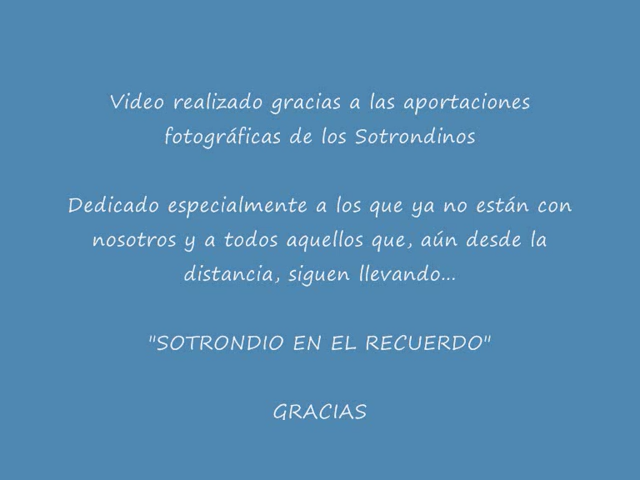 Video realizado gracias a las aportaciones
fotográficas de los Sotrondinos
Dedicado especialmente a los que ya no están con
nosotros y a todos aquellos que, aún desde la
distancia, siguen llevando...
"SOTRONDIO EN EL RECUERDO"
GRACIAS